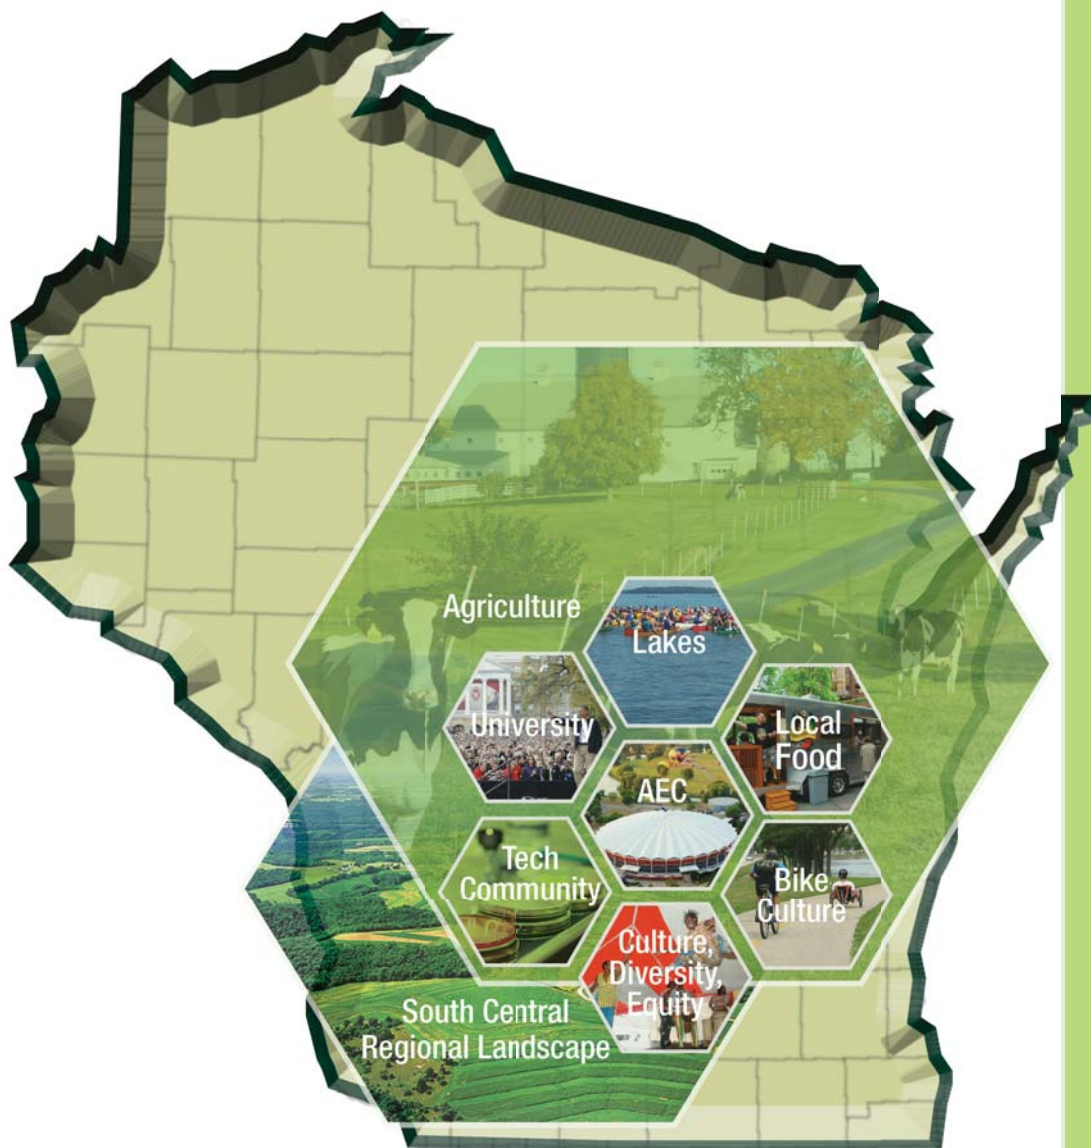 Agriculture
Lakes
University
Local
Food
AEC
Tech
Community
Bike
Culture
Culture,
Diversity,
Equity
South Central
Regional Landscape